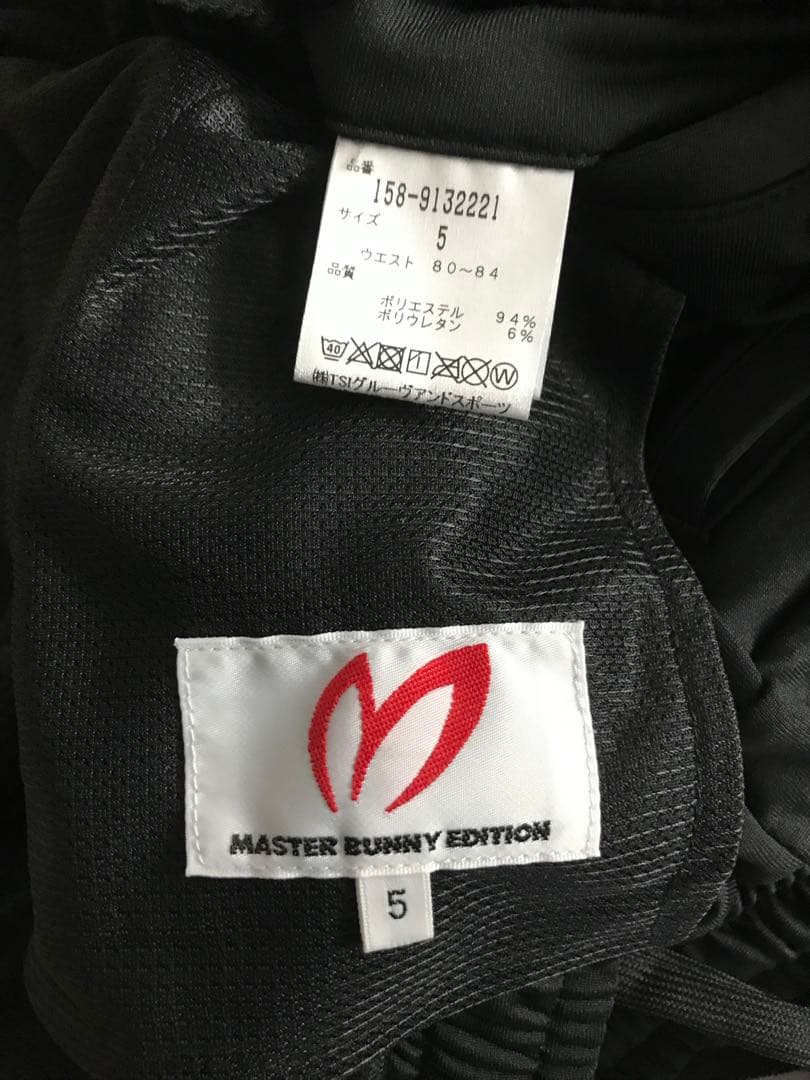 品番
158-9132221
サイズ
5
ウエスト 80~84
品質
ポリエステル 94%
ポリウレタン 6%
40
1
W
(株)TSIグルーヴアンドスポーツ
MASTER BUNNY EDITION
5